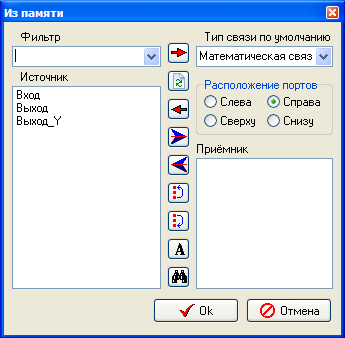 Из памяти
Фильтр
Тип связи по умолчанию
Математическая связ
Источник
Расположение портов
Вход
Выход
Выход_Y
Слева
Справа
Сверху
Снизу
Приёмник
A
Ok
Отмена